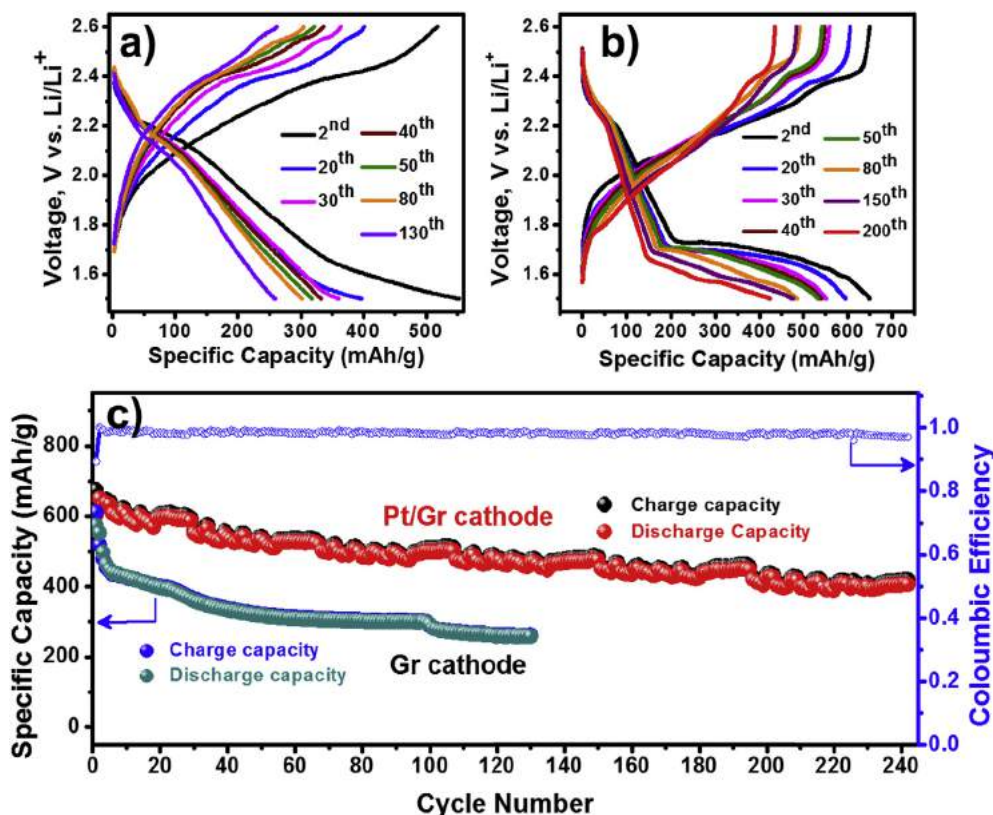 a)
Voltage, V vs. Li/Li+
2.6
2.4
2.2
2.0
1.8
1.6
2nd 40th
20th 50th
30th 80th
130th
0 100 200 300 400 500
Specific Capacity (mAh/g)
b)
Voltage, V vs. Li/Li+
2.6
2.4
2.2
2.0
1.8
1.6
2nd 50th
20th 80th
30th 150th
40th 200th
0 100 200 300 400 500 600 700
Specific Capacity (mAh/g)
c)
Specific Capacity (mAh/g)
800
600
400
200
0
Pt/Gr cathode
Charge capacity
Discharge Capacity
Charge capacity
Discharge capacity
Gr cathode
1.0
0.8
0.6
0.4
0.2
0.0
Coloumbic Efficiency
0 20 40 60 80 100 120 140 160 180 200 220 240
Cycle Number